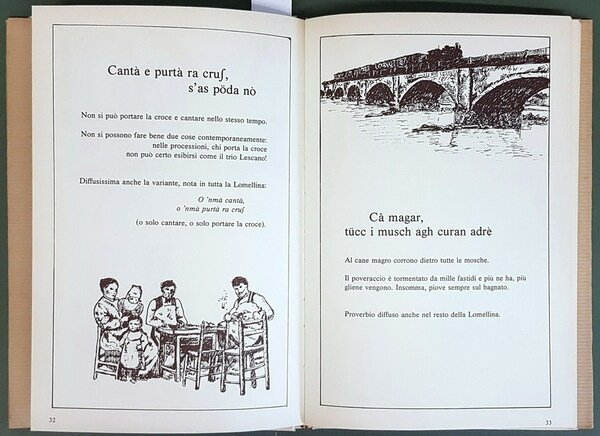 Cantà e purtà ra cruʃ,
s'as pöda nò
Non si può portare la croce e cantare nello stesso tempo.
Non si possono fare bene due cose contemporaneamente:
nelle processioni, chi porta la croce
non può certo esibirsi come il trio Lescano!
Diffusissima anche la variante, nota in tutta la Lomellina:
O 'nmà cantà,
o 'nmà purtà ra cruʃ
(o solo cantare, o solo portare la croce).
32
Cà magar,
tücc i musch agh curan adrè
Al cane magro corrono dietro tutte le mosche.
Il poveraccio è tormentato da mille fastidi e più ne ha, più
gliene vengono. Insomma, piove sempre sul bagnato.
Proverbio diffuso anche nel resto della Lomellina.
33